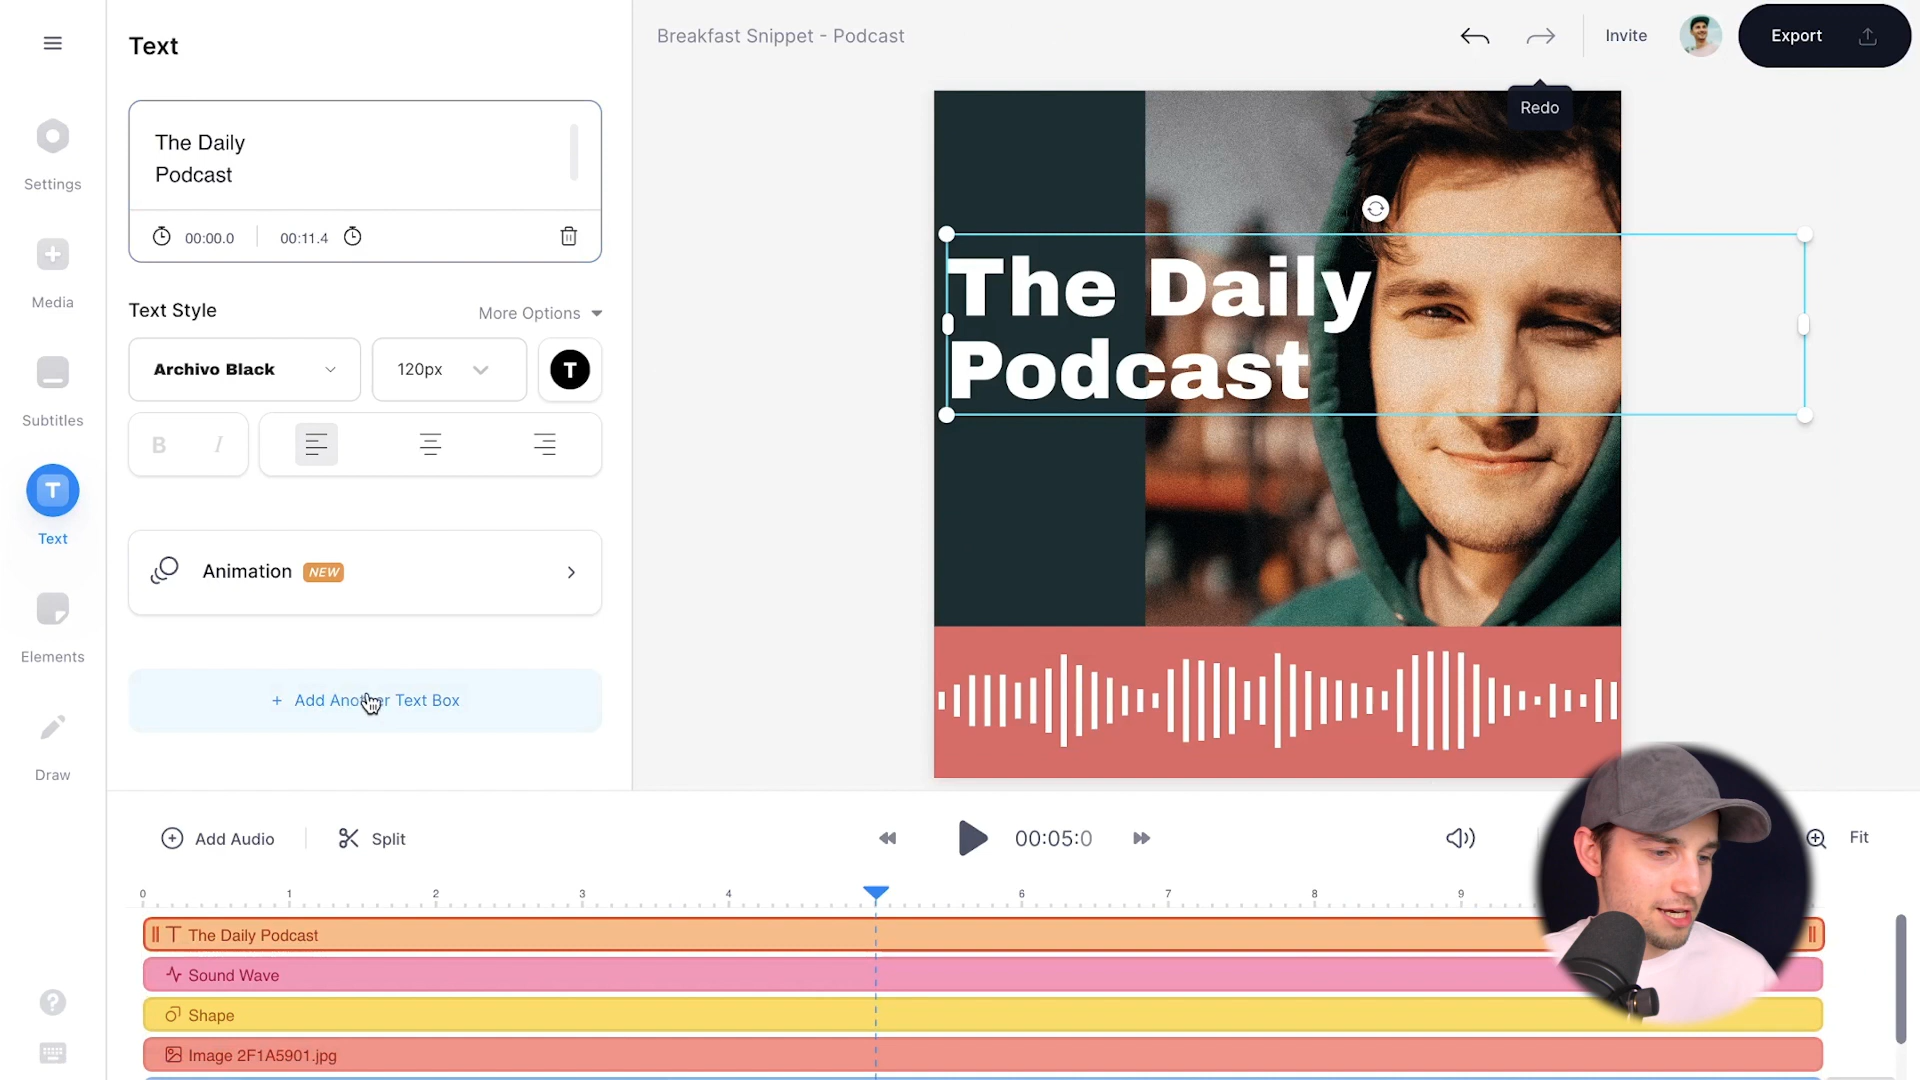 Text
Breakfast Snippet - Podcast
Invite
Export
Redo
The Daily
Podcast
00:00.0
00:11.4
Settings
Media
Subtitles
Text
Elements
Draw
Text Style
More Options
Archivo Black
120px
T
B I
Animation NEW
+ Add Another Text Box
The Daily
Podcast
Add Audio
Split
00:05:0
Fit
0 1 2 3 4 6 7 8 9
The Daily Podcast
Sound Wave
Shape
Image 2F1A5901.jpg